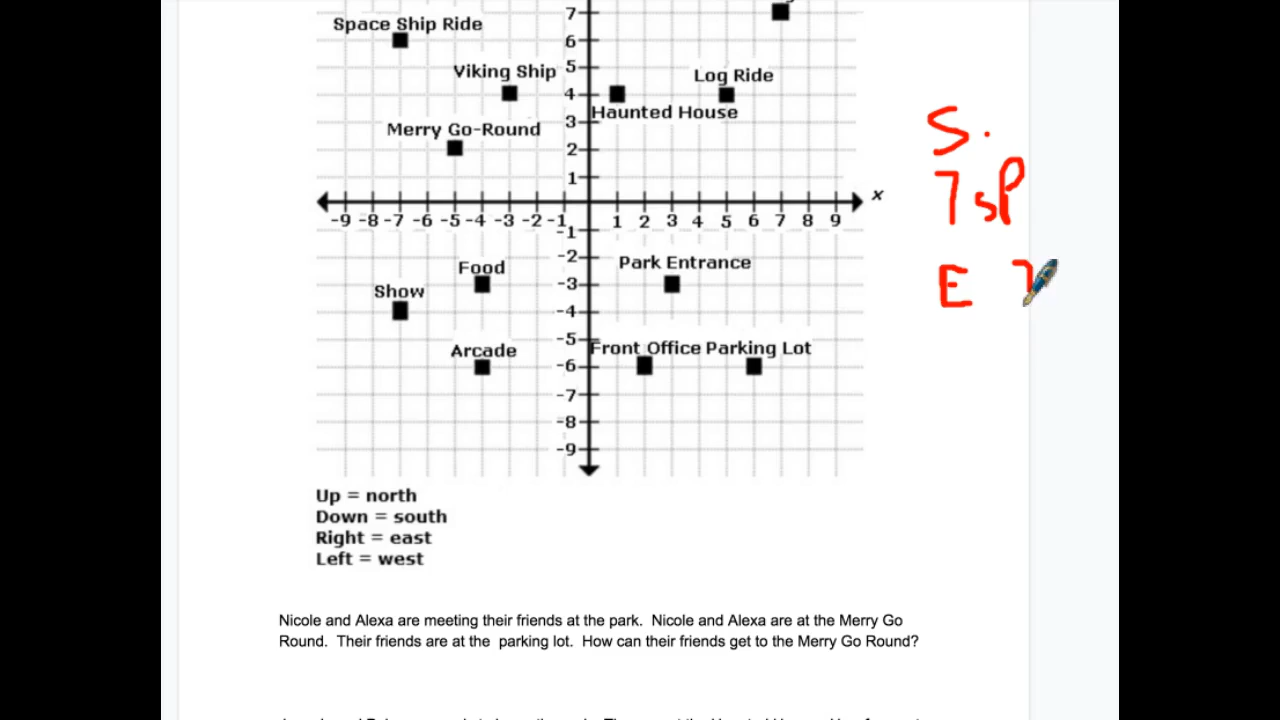 7
Space Ship Ride
6
Viking Ship
5
Log Ride
4
Haunted House
3
Merry Go-Round
2
1
x
-9 -8 -7 -6 -5 -4 -3 -2 -1 1 2 3 4 5 6 7 8 9
-1
-2
Park Entrance
Food
-3
Show
-4
-5
Front Office Parking Lot
Arcade
-6
-7
-8
-9
S.
7 sp
E 7
Up = north
Down = south
Right = east
Left = west
Nicole and Alexa are meeting their friends at the park. Nicole and Alexa are at the Merry Go
Round. Their friends are at the parking lot. How can their friends get to the Merry Go Round?